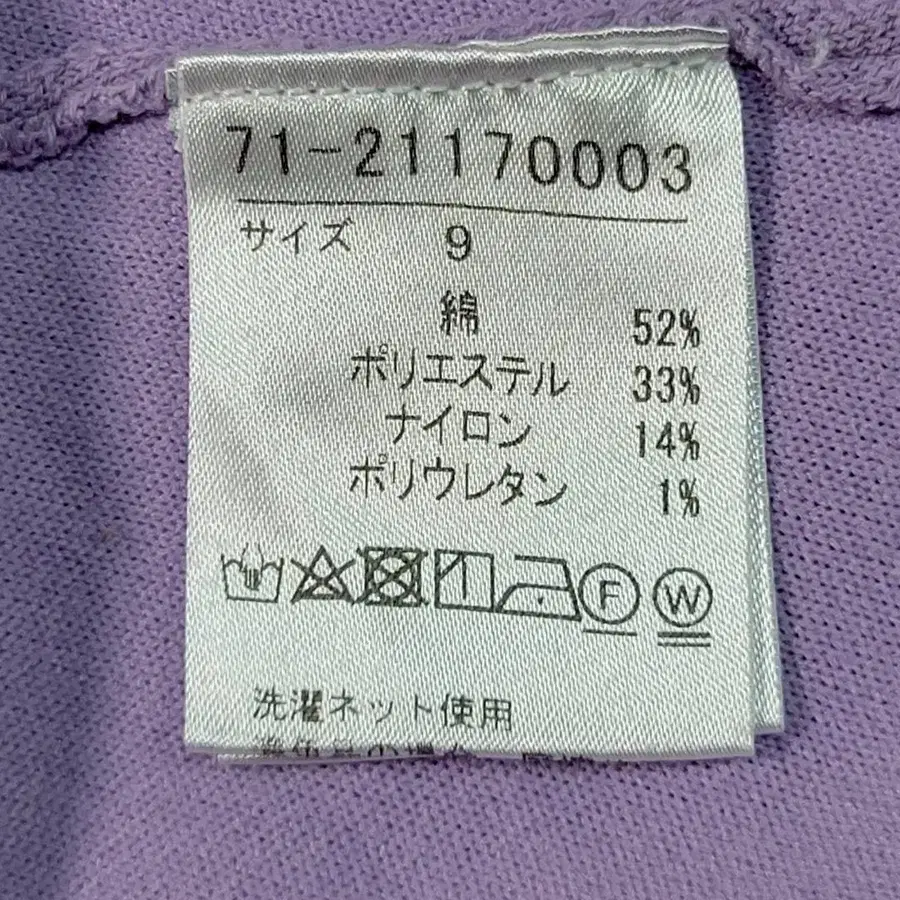 71-21170003
サイズ 9
綿 52%
ポリエステル 33%
ナイロン 14%
ポリウレタン 1%
F W
洗濯ネット使用